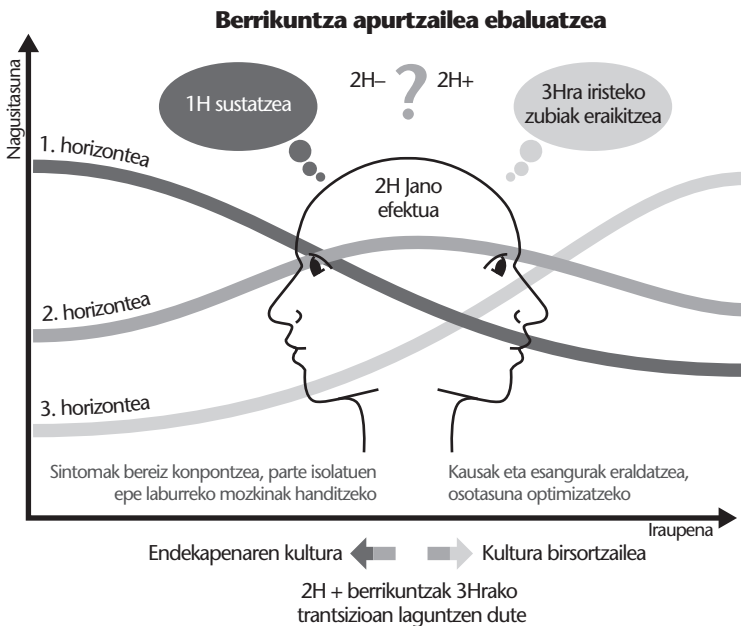 Berrikuntza apurtzailea ebaluatzea
Nagusitasuna
2H– ? 2H+
1H sustatzea
3Hra iristeko
zubiak eraikitzea
1. horizontea
2H Jano
efektua
2. horizontea
3. horizontea
Sintomak bereiz konpontzea, parte isolatuen
epe laburreko mozkinak handitzeko
Kausak eta esangurak eraldatzea,
osotasuna optimizatzeko
Iraupena
Endekapenaren kultura
Kultura birsortzailea
2H + berrikuntzak 3Hrako
trantsizioan laguntzen dute